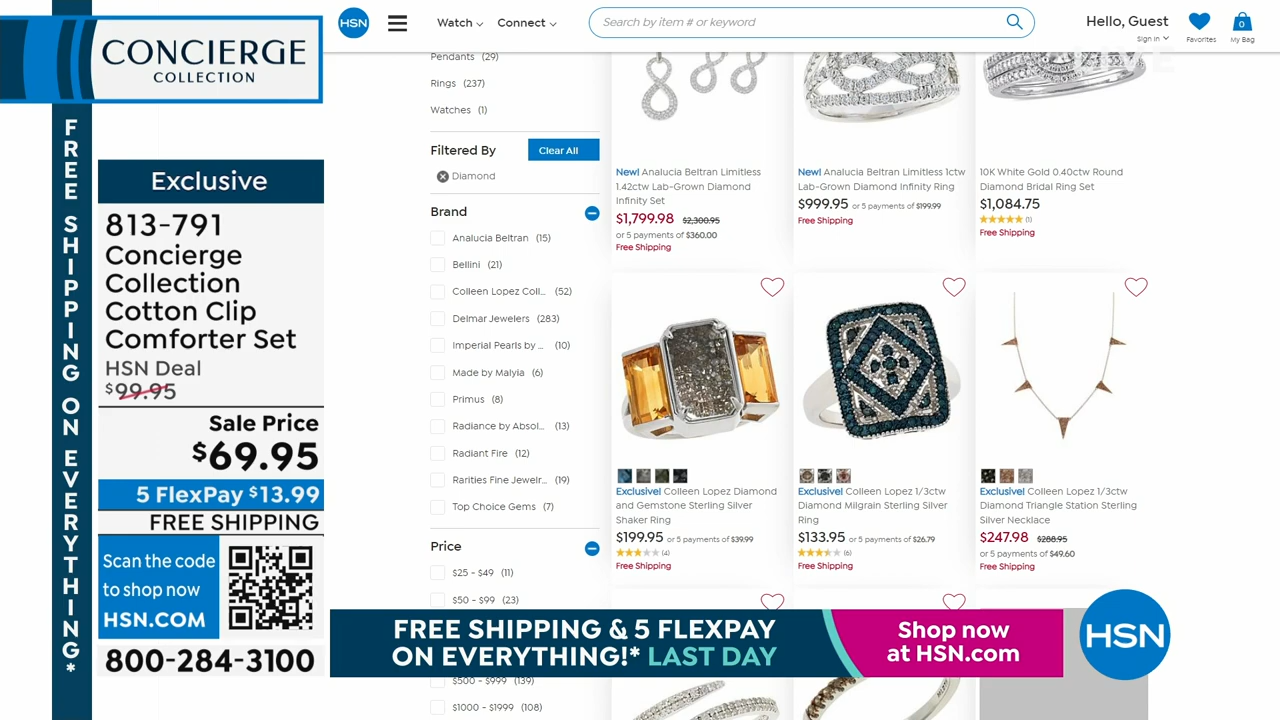 CONCIERGE
COLLECTION
FREE SHIPPING ON EVERYTHING!*
Exclusive
813-791
Concierge
Collection
Cotton Clip
Comforter Set
HSN Deal
$99.95
Sale Price
$69.95
5 FlexPay $13.99
FREE SHIPPING
Scan the code
to shop now
HSN.COM
800-284-3100
HSN
Watch
Connect
Search by item # or keyword
Hello, Guest
Sign in
Favorites
0
My Bag
LIVE
Pendants (29)
Rings (237)
Watches (1)
Filtered By
Clear All
Diamond
Brand
Analucia Beltran (15)
Bellini (21)
Colleen Lopez Coll... (52)
Delmar Jewelers (283)
Imperial Pearls by ... (10)
Made by Malyia (6)
Primus (8)
Radiance by Absol... (13)
Radiant Fire (12)
Rarities Fine Jewelr... (19)
Top Choice Gems (7)
Price
$25 - $49 (11)
$50 - $99 (23)
$500 - $999 (139)
$1000 - $1999 (108)
New! Analucia Beltran Limitless
1.42ctw Lab-Grown Diamond
Infinity Set
$1,799.98 $2,300.95
or 5 payments of $360.00
Free Shipping
New! Analucia Beltran Limitless 1ctw
Lab-Grown Diamond Infinity Ring
$999.95 or 5 payments of $199.99
Free Shipping
10K White Gold 0.40ctw Round
Diamond Bridal Ring Set
$1,084.75
(1)
Free Shipping
Exclusive! Colleen Lopez Diamond
and Gemstone Sterling Silver
Shaker Ring
$199.95 or 5 payments of $39.99
(4)
Free Shipping
Exclusive! Colleen Lopez 1/3ctw
Diamond Milgrain Sterling Silver
Ring
$133.95 or 5 payments of $26.79
(6)
Free Shipping
Exclusive! Colleen Lopez 1/3ctw
Diamond Triangle Station Sterling
Silver Necklace
$247.98 $288.95
or 5 payments of $49.60
Free Shipping
FREE SHIPPING & 5 FLEXPAY
ON EVERYTHING!* LAST DAY
Shop now
at HSN.com
HSN